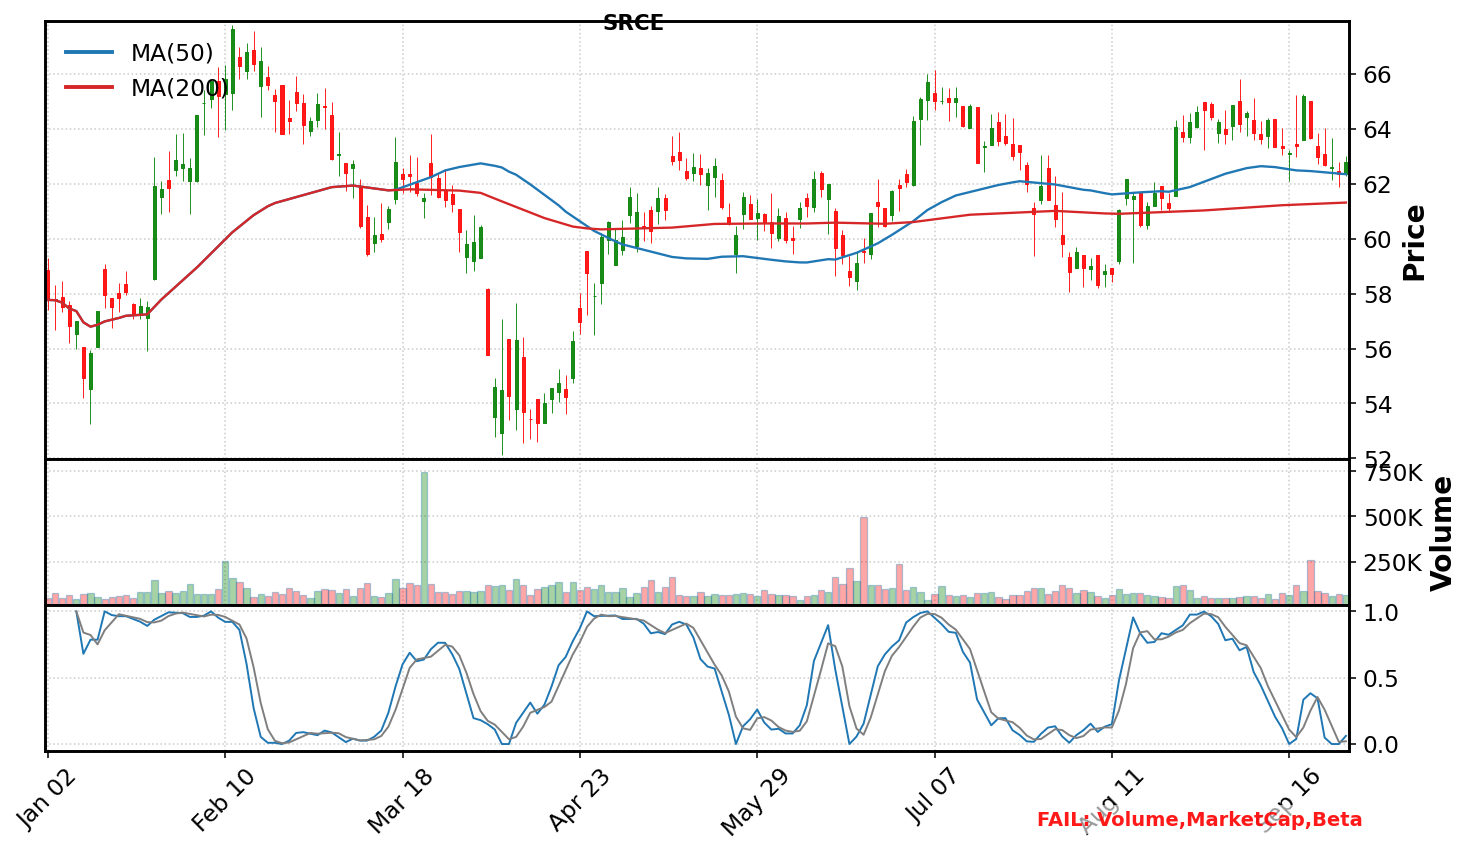 SRCE
MA(50)
MA(200)
66
64
62
60
58
56
54
52
Price
750K
500K
250K
Volume
1.0
0.5
0.0
Jan 02
Feb 10
Mar 18
Apr 23
May 29
Jul 07
Aug 11
Sep 16
FAIL: Volume,MarketCap,Beta